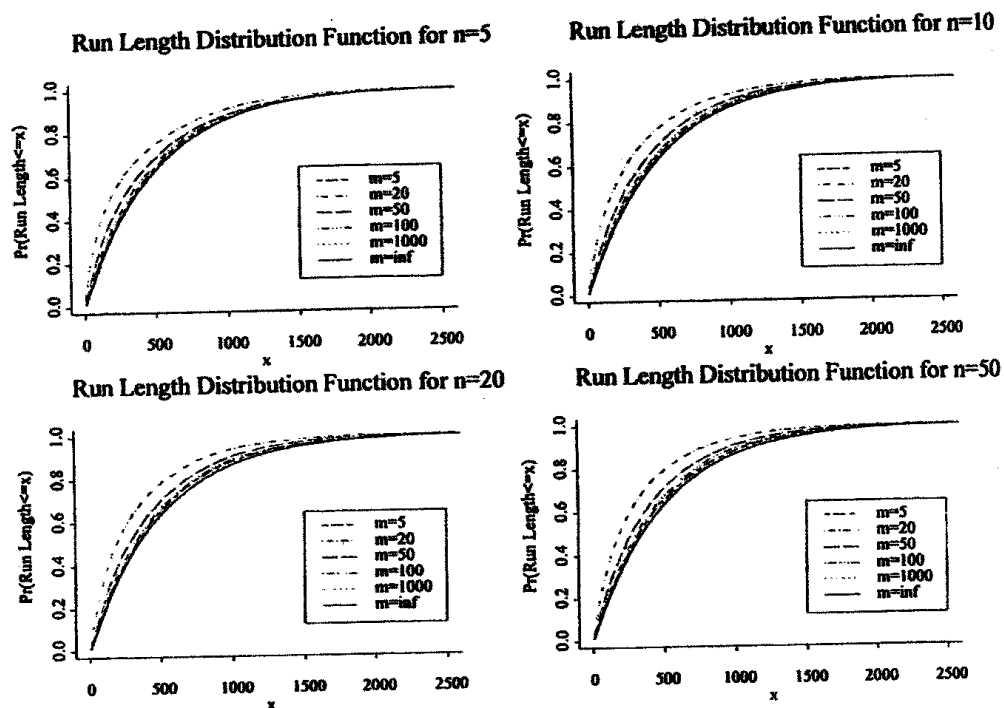 Run Length Distribution Function for n=5
Pr(Run Length<=x)
1.0
0.8
0.6
0.4
0.2
0.0
m=5
m=20
m=50
m=100
m=1000
m=inf
0 500 1000 1500 2000 2500
x
Run Length Distribution Function for n=10
Pr(Run Length<=x)
1.0
0.8
0.6
0.4
0.2
0.0
m=5
m=20
m=50
m=100
m=1000
m=inf
0 500 1000 1500 2000 2500
x
Run Length Distribution Function for n=20
Pr(Run Length<=x)
1.0
0.8
0.6
0.4
0.2
0.0
m=5
m=20
m=50
m=100
m=1000
m=inf
0 500 1000 1500 2000 2500
x
Run Length Distribution Function for n=50
Pr(Run Length<=x)
1.0
0.8
0.6
0.4
0.2
0.0
m=5
m=20
m=50
m=100
m=1000
m=inf
0 500 1000 1500 2000 2500
x